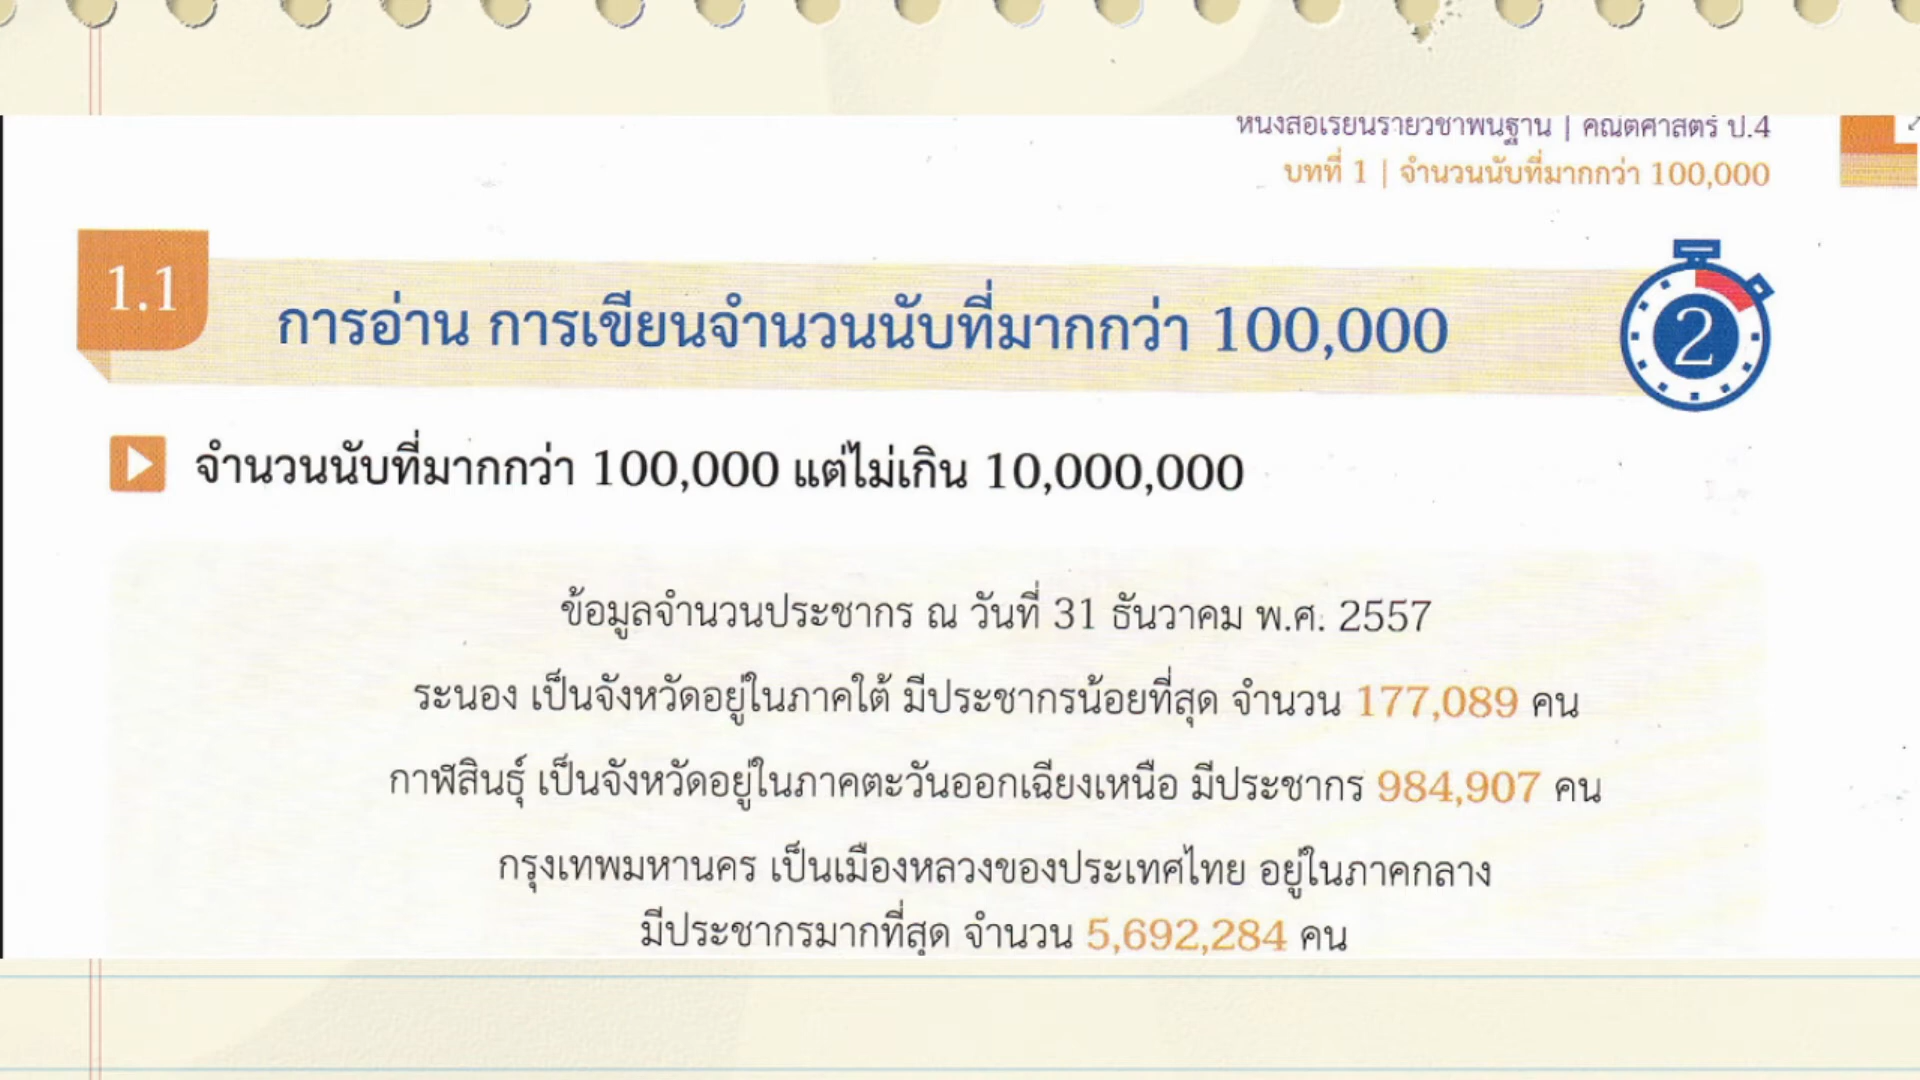 หนังสือเรียนรายวิชาพื้นฐาน | คณิตศาสตร์ ป.4
บทที่ 1 | จำนวนนับที่มากกว่า 100,000
1.1
การอ่าน การเขียนจำนวนนับที่มากกว่า 100,000
2
จำนวนนับที่มากกว่า 100,000 แต่ไม่เกิน 10,000,000
ข้อมูลจำนวนประชากร ณ วันที่ 31 ธันวาคม พ.ศ. 2557
ระนอง เป็นจังหวัดอยู่ในภาคใต้ มีประชากรน้อยที่สุด จำนวน 177,089 คน
กาฬสินธุ์ เป็นจังหวัดอยู่ในภาคตะวันออกเฉียงเหนือ มีประชากร 984,907 คน
กรุงเทพมหานคร เป็นเมืองหลวงของประเทศไทย อยู่ในภาคกลาง
มีประชากรมากที่สุด จำนวน 5,692,284 คน